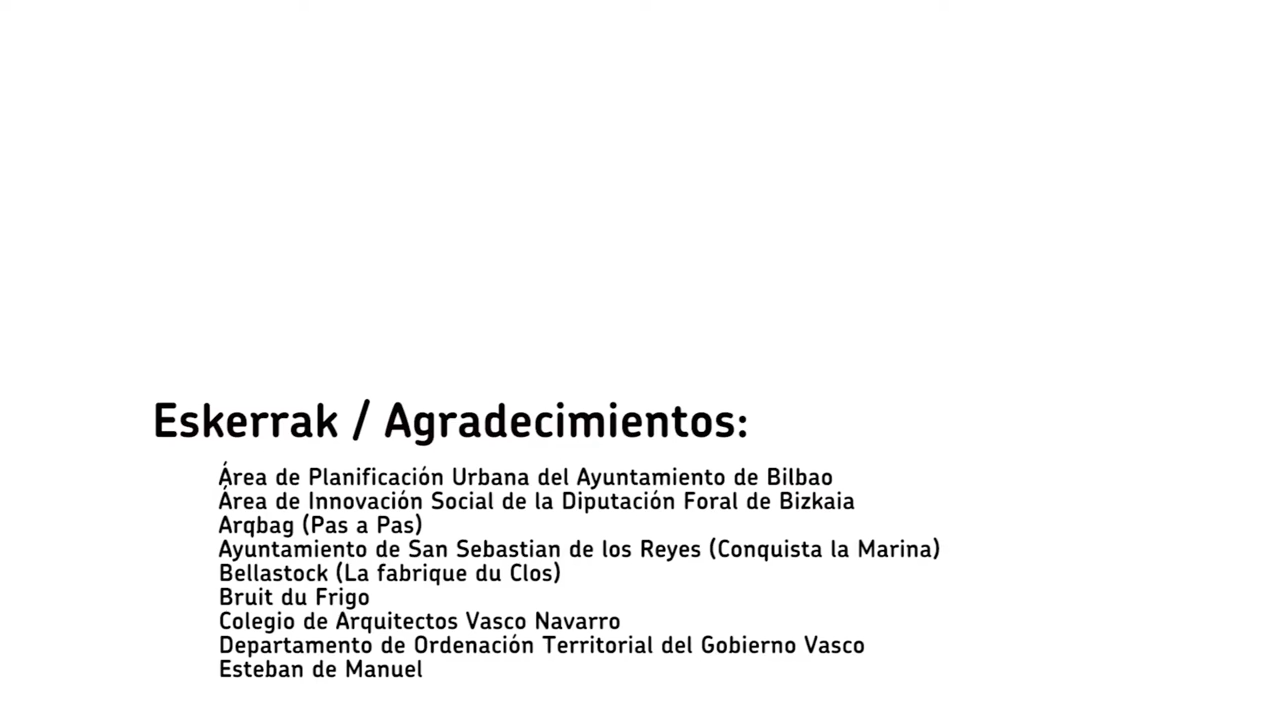 Eskerrak / Agradecimientos:
Área de Planificación Urbana del Ayuntamiento de Bilbao
Área de Innovación Social de la Diputación Foral de Bizkaia
Arqbag (Pas a Pas)
Ayuntamiento de San Sebastian de los Reyes (Conquista la Marina)
Bellastock (La fabrique du Clos)
Bruit du Frigo
Colegio de Arquitectos Vasco Navarro
Departamento de Ordenación Territorial del Gobierno Vasco
Esteban de Manuel